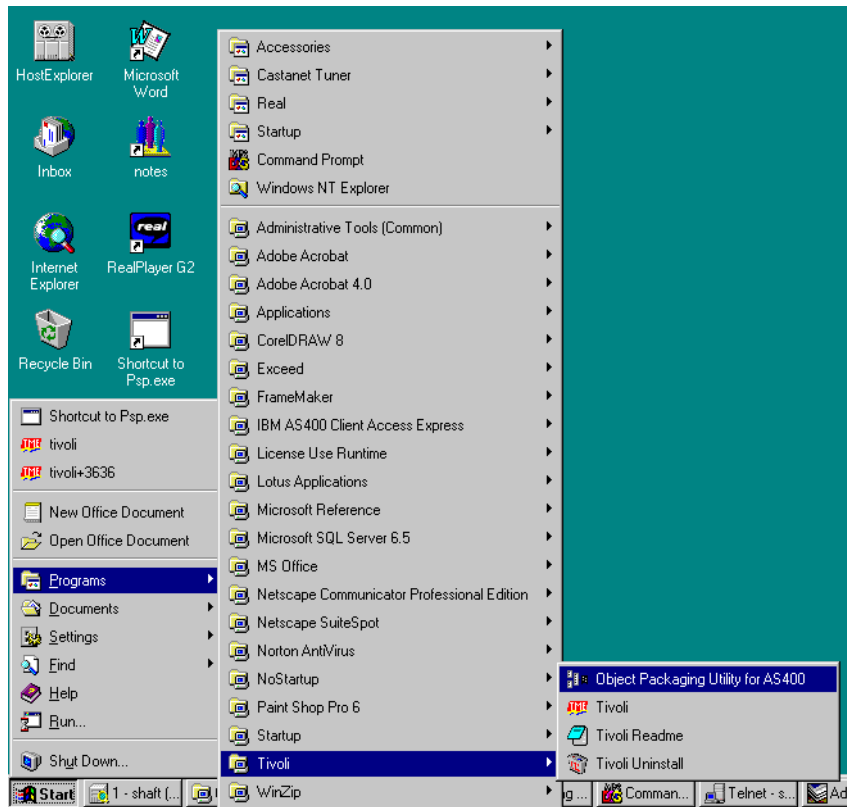 HostExplorer
Microsoft
Word
Inbox
notes
real
Internet
Explorer
RealPlayer G2
Recycle Bin
Shortcut to
Psp.exe
Shortcut to Psp.exe
tivoli
tivoli+3636
New Office Document
Open Office Document
Programs
Documents
Settings
Find
Help
Run...
Shut Down...
Accessories
Castanet Tuner
Real
Startup
Command Prompt
Windows NT Explorer
Administrative Tools (Common)
Adobe Acrobat
Adobe Acrobat 4.0
Applications
CorelDRAW 8
Exceed
FrameMaker
IBM AS400 Client Access Express
License Use Runtime
Lotus Applications
Microsoft Reference
Microsoft SQL Server 6.5
MS Office
Netscape Communicator Professional Edition
Netscape SuiteSpot
Norton AntiVirus
NoStartup
Paint Shop Pro 6
Startup
Tivoli
WinZip
Object Packaging Utility for AS400
Tivoli
Tivoli Readme
Tivoli Uninstall
Start
1 - shaft (...
g ...
Comman...
Telnet - s...
Ad